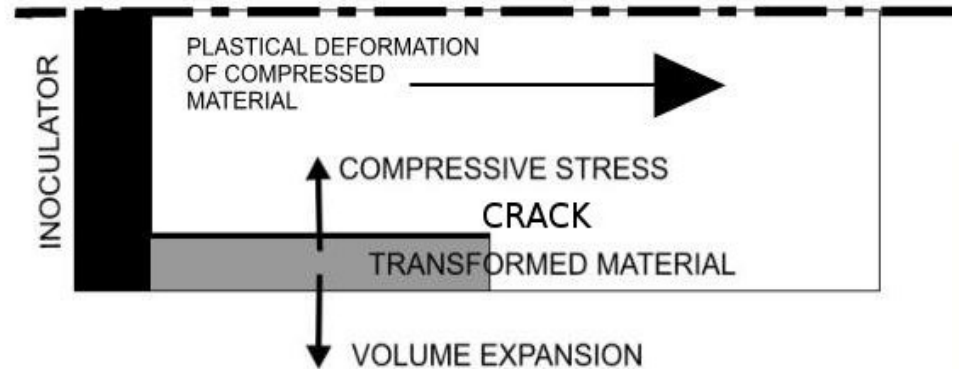 INOCULATOR
PLASTICAL DEFORMATION
OF COMPRESSED
MATERIAL
COMPRESSIVE STRESS
CRACK
TRANSFORMED MATERIAL
VOLUME EXPANSION